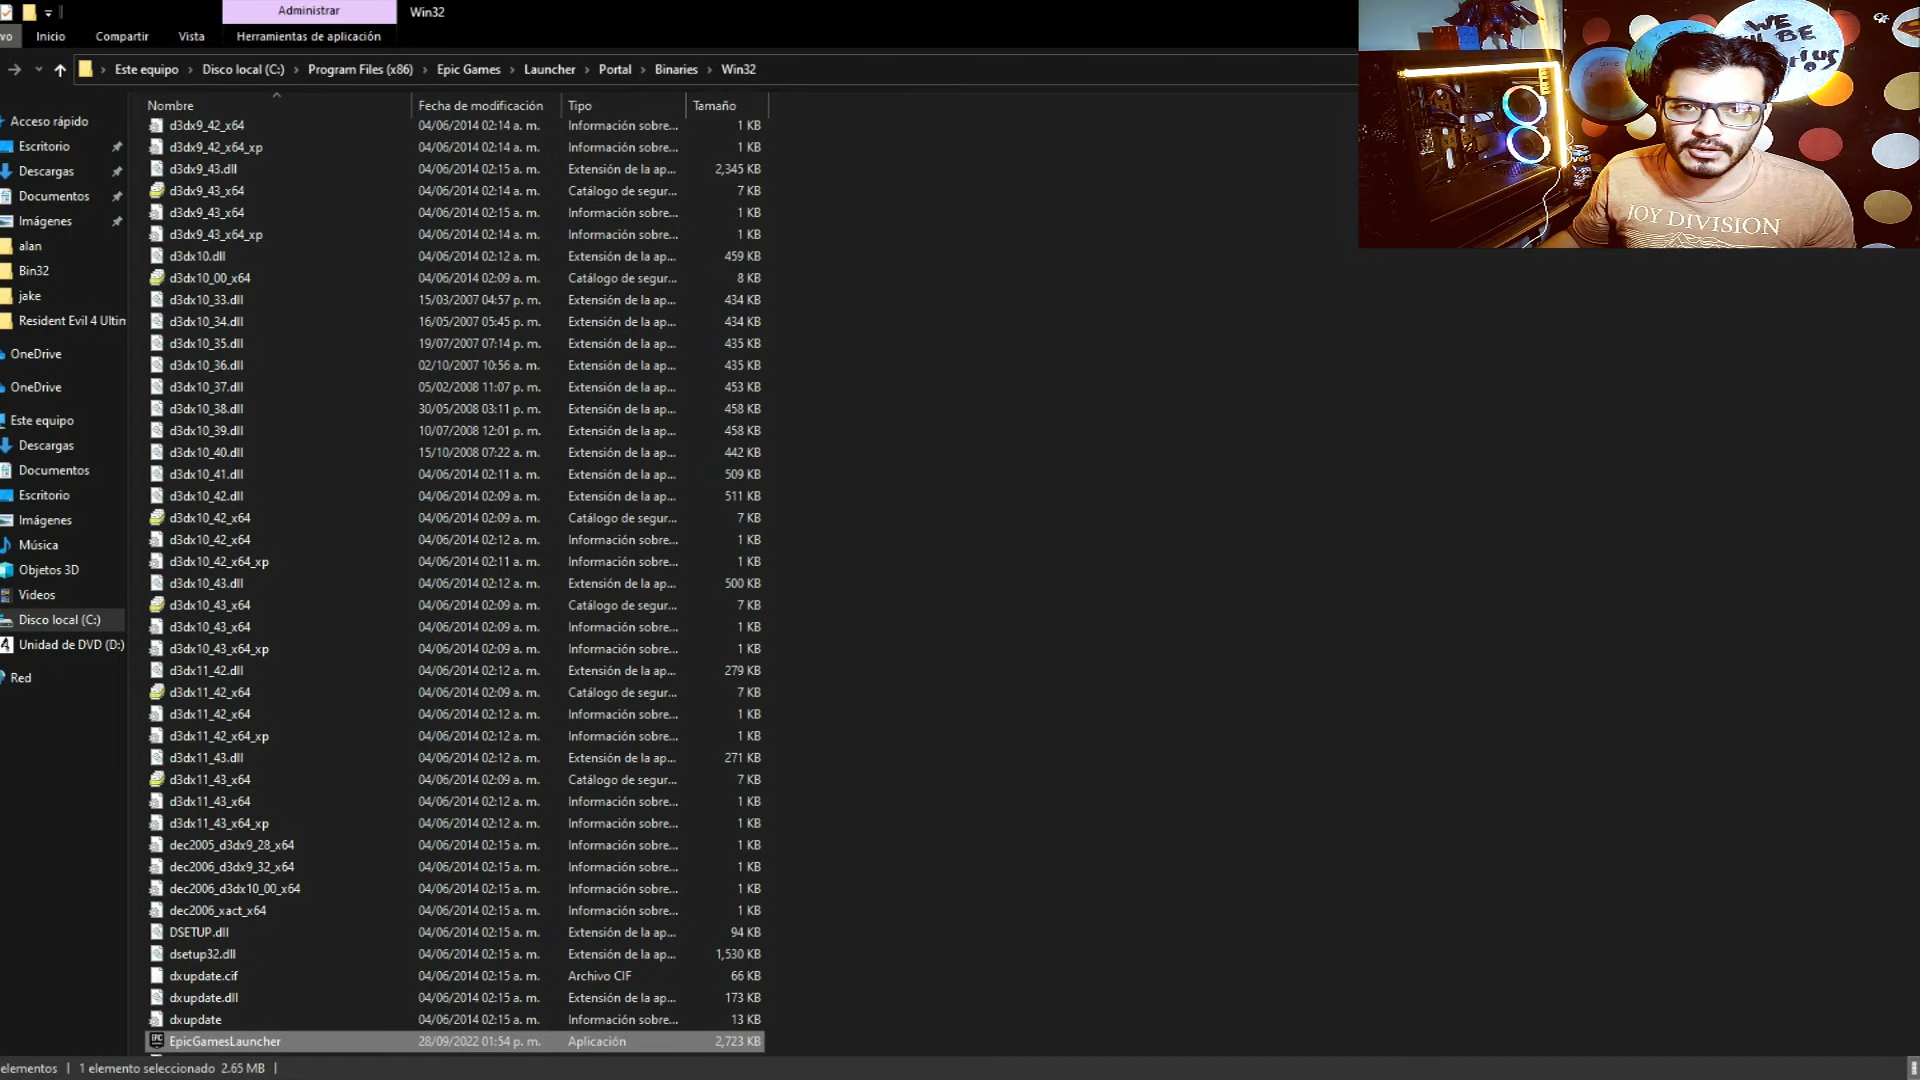 Administrar
Win32
vo
Inicio
Compartir
Vista
Herramientas de aplicación
Este equipo › Disco local (C:) › Program Files (x86) › Epic Games › Launcher › Portal › Binaries › Win32
Nombre Fecha de modificación Tipo Tamaño
Acceso rápido
Escritorio
Descargas
Documentos
Imágenes
alan
Bin32
jake
Resident Evil 4 Ultin
OneDrive
OneDrive
Este equipo
Descargas
Documentos
Escritorio
Imágenes
Música
Objetos 3D
Videos
Disco local (C:)
Unidad de DVD (D:)
Red
d3dx9_42_x64 04/06/2014 02:14 a. m. Información sobre... 1 KB
d3dx9_42_x64_xp 04/06/2014 02:14 a. m. Información sobre... 1 KB
d3dx9_43.dll 04/06/2014 02:15 a. m. Extensión de la ap... 2,345 KB
d3dx9_43_x64 04/06/2014 02:14 a. m. Catálogo de segur... 7 KB
d3dx9_43_x64 04/06/2014 02:15 a. m. Información sobre... 1 KB
d3dx9_43_x64_xp 04/06/2014 02:14 a. m. Información sobre... 1 KB
d3dx10.dll 04/06/2014 02:12 a. m. Extensión de la ap... 459 KB
d3dx10_00_x64 04/06/2014 02:09 a. m. Catálogo de segur... 8 KB
d3dx10_33.dll 15/03/2007 04:57 p. m. Extensión de la ap... 434 KB
d3dx10_34.dll 16/05/2007 05:45 p. m. Extensión de la ap... 434 KB
d3dx10_35.dll 19/07/2007 07:14 p. m. Extensión de la ap... 435 KB
d3dx10_36.dll 02/10/2007 10:56 a. m. Extensión de la ap... 435 KB
d3dx10_37.dll 05/02/2008 11:07 p. m. Extensión de la ap... 453 KB
d3dx10_38.dll 30/05/2008 03:11 p. m. Extensión de la ap... 458 KB
d3dx10_39.dll 10/07/2008 12:01 p. m. Extensión de la ap... 458 KB
d3dx10_40.dll 15/10/2008 07:22 a. m. Extensión de la ap... 442 KB
d3dx10_41.dll 04/06/2014 02:11 a. m. Extensión de la ap... 509 KB
d3dx10_42.dll 04/06/2014 02:09 a. m. Extensión de la ap... 511 KB
d3dx10_42_x64 04/06/2014 02:09 a. m. Catálogo de segur... 7 KB
d3dx10_42_x64 04/06/2014 02:12 a. m. Información sobre... 1 KB
d3dx10_42_x64_xp 04/06/2014 02:11 a. m. Información sobre... 1 KB
d3dx10_43.dll 04/06/2014 02:12 a. m. Extensión de la ap... 500 KB
d3dx10_43_x64 04/06/2014 02:09 a. m. Catálogo de segur... 7 KB
d3dx10_43_x64 04/06/2014 02:09 a. m. Información sobre... 1 KB
d3dx10_43_x64_xp 04/06/2014 02:09 a. m. Información sobre... 1 KB
d3dx11_42.dll 04/06/2014 02:12 a. m. Extensión de la ap... 279 KB
d3dx11_42_x64 04/06/2014 02:09 a. m. Catálogo de segur... 7 KB
d3dx11_42_x64 04/06/2014 02:12 a. m. Información sobre... 1 KB
d3dx11_42_x64_xp 04/06/2014 02:12 a. m. Información sobre... 1 KB
d3dx11_43.dll 04/06/2014 02:12 a. m. Extensión de la ap... 271 KB
d3dx11_43_x64 04/06/2014 02:09 a. m. Catálogo de segur... 7 KB
d3dx11_43_x64 04/06/2014 02:12 a. m. Información sobre... 1 KB
d3dx11_43_x64_xp 04/06/2014 02:12 a. m. Información sobre... 1 KB
dec2005_d3dx9_28_x64 04/06/2014 02:15 a. m. Información sobre... 1 KB
dec2006_d3dx9_32_x64 04/06/2014 02:15 a. m. Información sobre... 1 KB
dec2006_d3dx10_00_x64 04/06/2014 02:15 a. m. Información sobre... 1 KB
dec2006_xact_x64 04/06/2014 02:15 a. m. Información sobre... 1 KB
DSETUP.dll 04/06/2014 02:15 a. m. Extensión de la ap... 94 KB
dsetup32.dll 04/06/2014 02:15 a. m. Extensión de la ap... 1,530 KB
dxupdate.cif 04/06/2014 02:15 a. m. Archivo CIF 66 KB
dxupdate.dll 04/06/2014 02:15 a. m. Extensión de la ap... 173 KB
dxupdate 04/06/2014 02:15 a. m. Información sobre... 13 KB
EpicGamesLauncher 28/09/2022 01:54 p. m. Aplicación 2,723 KB
elementos | 1 elemento seleccionado 2.65 MB |
WE
BE
Give
JOY DIVISION